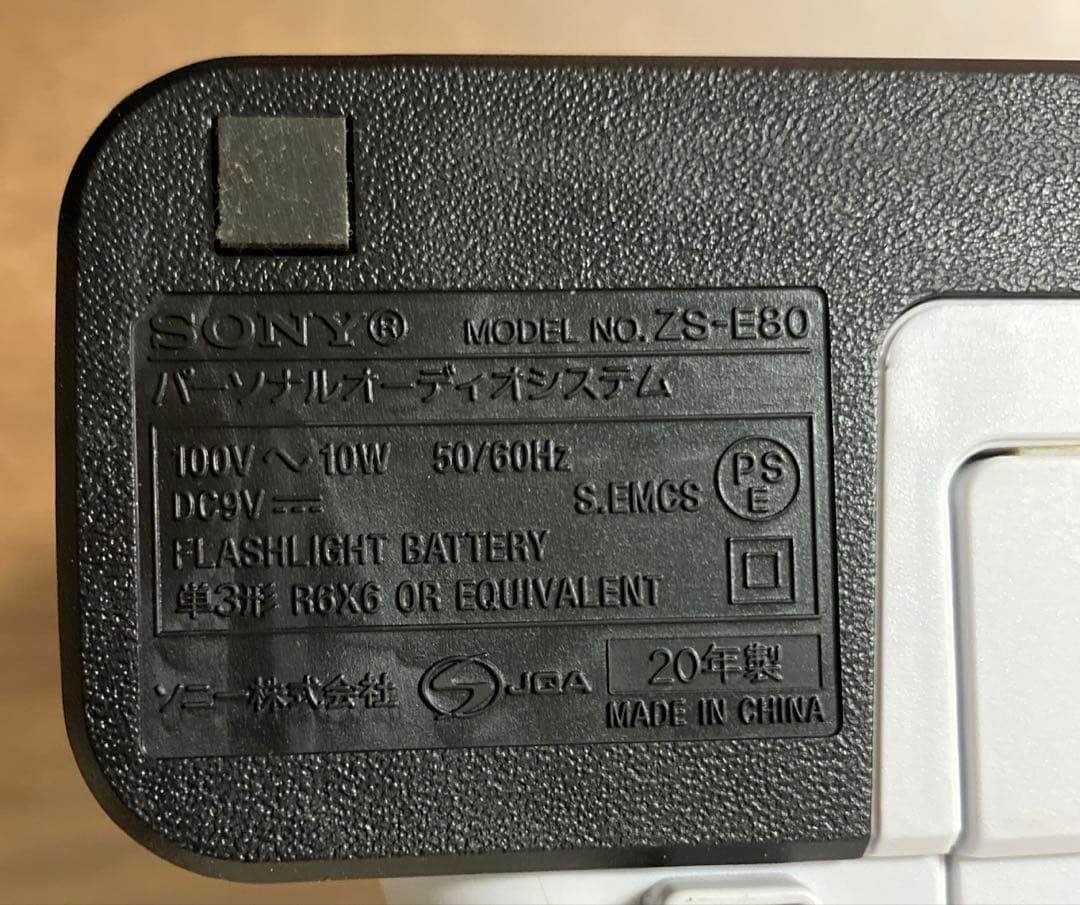 SONY® MODEL NO. ZS-E80
パーソナルオーディオシステム
100V ～ 10W 50/60Hz
DC9V ⎓ S.EMCS PSE
FLASHLIGHT BATTERY
単3形 R6X6 OR EQUIVALENT
ソニー株式会社 S JQA 20年製
MADE IN CHINA